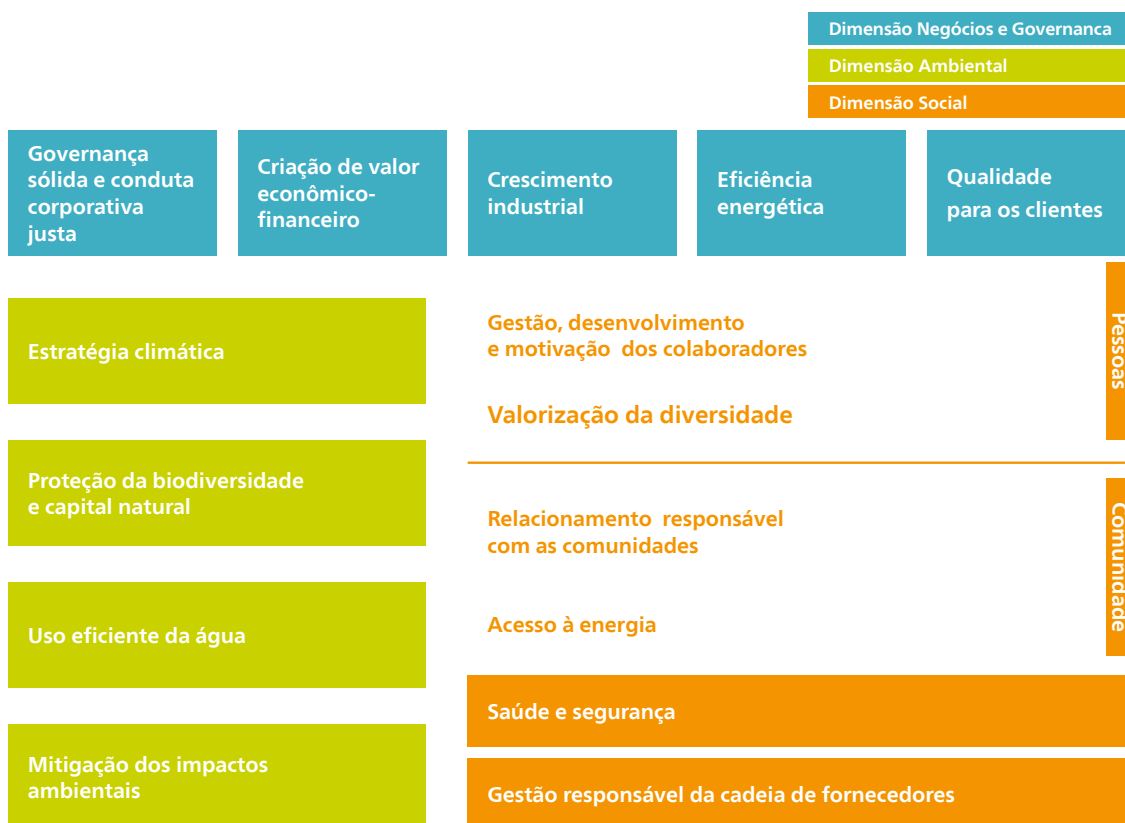 Dimensão Negócios e Governanca
Dimensão Ambiental
Dimensão Social
Governança
sólida e conduta
corporativa
justa
Criação de valor
econômico-
financeiro
Crescimento
industrial
Eficiência
energética
Qualidade
para os clientes
Estratégia climática
Proteção da biodiversidade
e capital natural
Uso eficiente da água
Mitigação dos impactos
ambientais
Gestão, desenvolvimento
e motivação dos colaboradores
Valorização da diversidade
Pessoas
Relacionamento responsável
com as comunidades
Acesso à energia
Comunidade
Saúde e segurança
Gestão responsável da cadeia de fornecedores